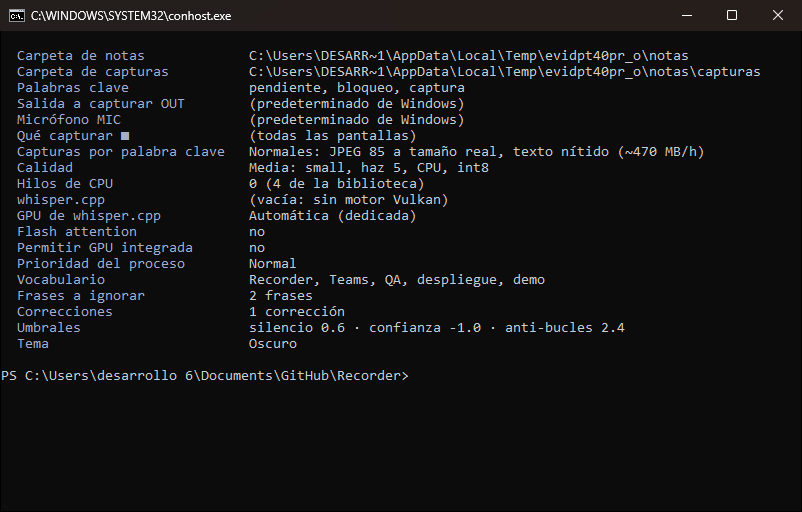 C:\WINDOWS\SYSTEM32\conhost.exe
Carpeta de notas C:\Users\DESARR~1\AppData\Local\Temp\evidpt40pr_o\notas
Carpeta de capturas C:\Users\DESARR~1\AppData\Local\Temp\evidpt40pr_o\notas\capturas
Palabras clave pendiente, bloqueo, captura
Salida a capturar OUT (predeterminado de Windows)
Micrófono MIC (predeterminado de Windows)
Qué capturar ■ (todas las pantallas)
Capturas por palabra clave Normales: JPEG 85 a tamaño real, texto nítido (~470 MB/h)
Calidad Media: small, haz 5, CPU, int8
Hilos de CPU 0 (4 de la biblioteca)
whisper.cpp (vacía: sin motor Vulkan)
GPU de whisper.cpp Automática (dedicada)
Flash attention no
Permitir GPU integrada no
Prioridad del proceso Normal
Vocabulario Recorder, Teams, QA, despliegue, demo
Frases a ignorar 2 frases
Correcciones 1 corrección
Umbrales silencio 0.6 · confianza -1.0 · anti-bucles 2.4
Tema Oscuro
PS C:\Users\desarrollo 6\Documents\GitHub\Recorder>